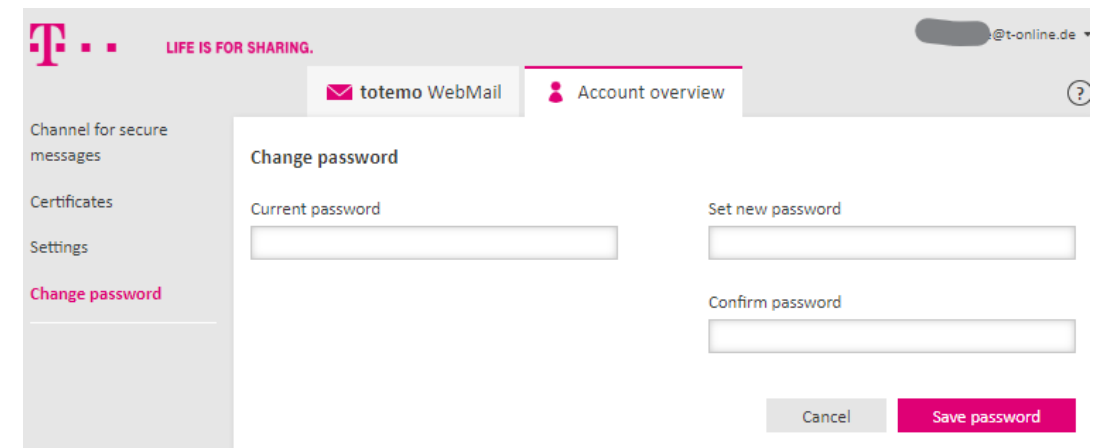 T
LIFE IS FOR SHARING.
@t-online.de
totemo WebMail
Account overview
?
Channel for secure
messages
Certificates
Settings
Change password
Change password
Current password
Set new password
Confirm password
Cancel
Save password